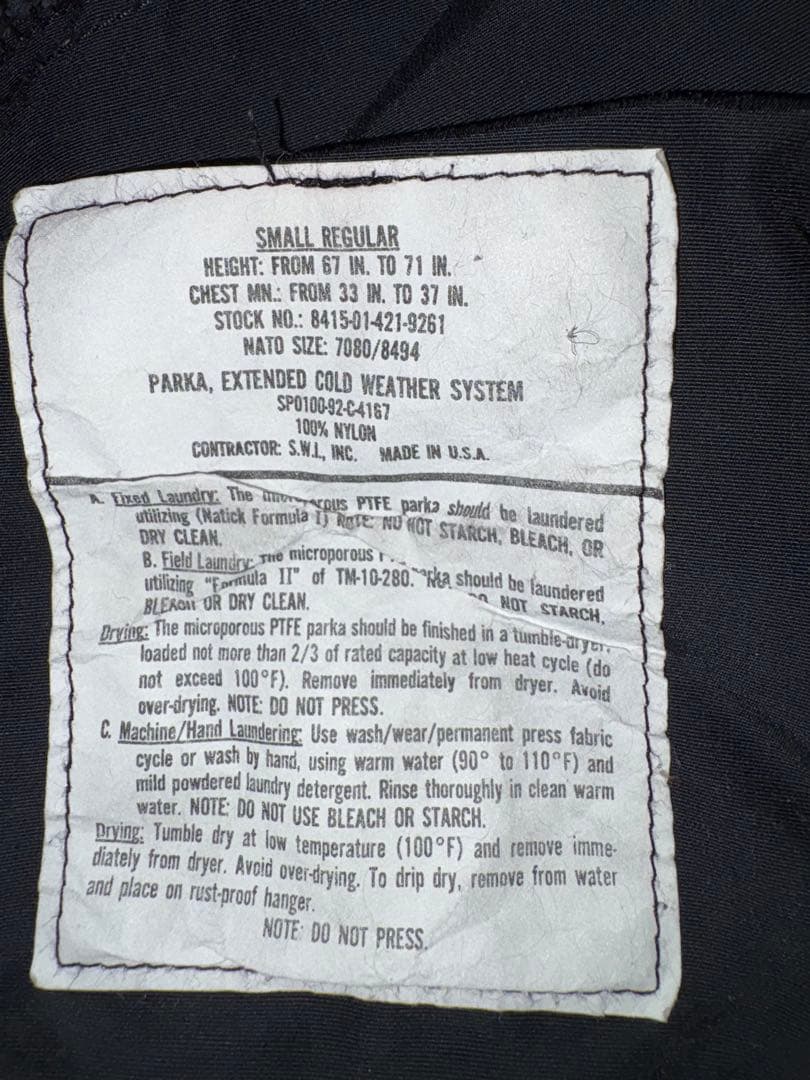 SMALL REGULAR
HEIGHT: FROM 67 IN. TO 71 IN.
CHEST MN.: FROM 33 IN. TO 37 IN.
STOCK NO.: 8415-01-421-9261
NATO SIZE: 7080/8494
PARKA, EXTENDED COLD WEATHER SYSTEM
SP0100-92-C-4167
100% NYLON
CONTRACTOR: S.W.I., INC. MADE IN U.S.A.
A. Fixed Laundry: The PTFE parka should be laundered
utilizing (Natick Formula I) NOT STARCH, BLEACH, OR
DRY CLEAN.
B. Field Laundry: The microporous
utilizing "Formula II" of TM-10-280. should be laundered
NOT STARCH,
BLEACH OR DRY CLEAN.
Drying: The microporous PTFE parka should be finished in a tumble-dryer,
loaded not more than 2/3 of rated capacity at low heat cycle (do
not exceed 100°F). Remove immediately from dryer. Avoid
over-drying. NOTE: DO NOT PRESS.
C. Machine/Hand Laundering: Use wash/wear/permanent press fabric
cycle or wash by hand, using warm water (90° to 110°F) and
mild powdered laundry detergent. Rinse thoroughly in clean warm
water. NOTE: DO NOT USE BLEACH OR STARCH.
Drying: Tumble dry at low temperature (100°F) and remove imme-
diately from dryer. Avoid over-drying. To drip dry, remove from water
and place on rust-proof hanger.
NOTE: DO NOT PRESS.